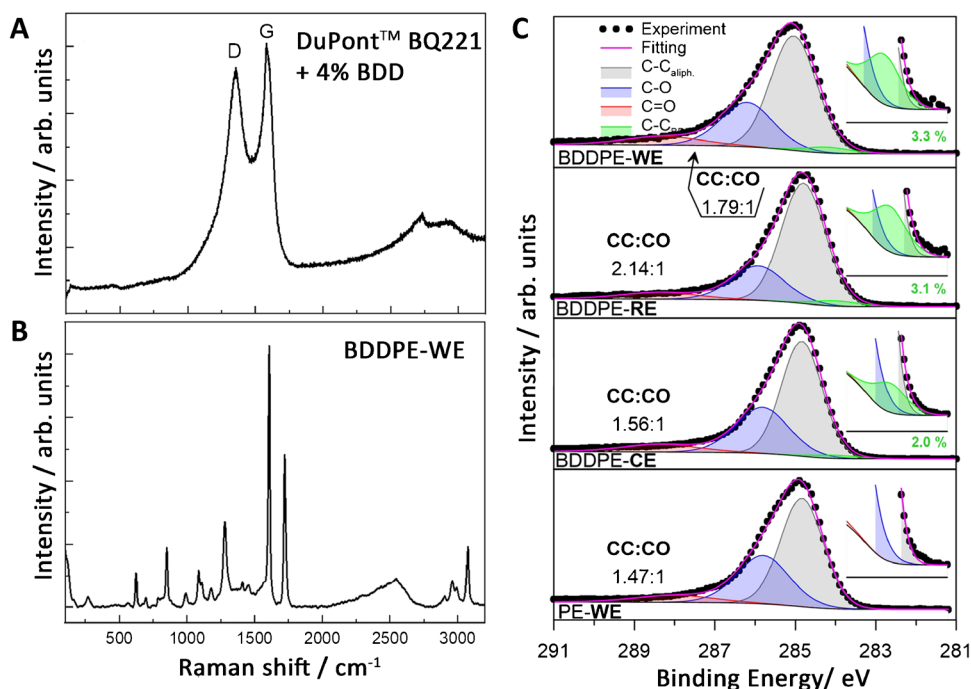 A
D
G
DuPont™ BQ221
+ 4% BDD
Intensity / arb. units
B
BDDPE-WE
Intensity / arb. units
500
1000
1500
2000
2500
3000
Raman shift / cm-1
C
Experiment
Fitting
C-Caliph.
C-O
C=O
3.3 %
BDDPE-WE
CC:CO
1.79:1
CC:CO
2.14:1
3.1 %
BDDPE-RE
CC:CO
1.56:1
2.0 %
BDDPE-CE
CC:CO
1.47:1
PE-WE
Intensity / arb. units
291
289
287
285
283
281
Binding Energy/ eV